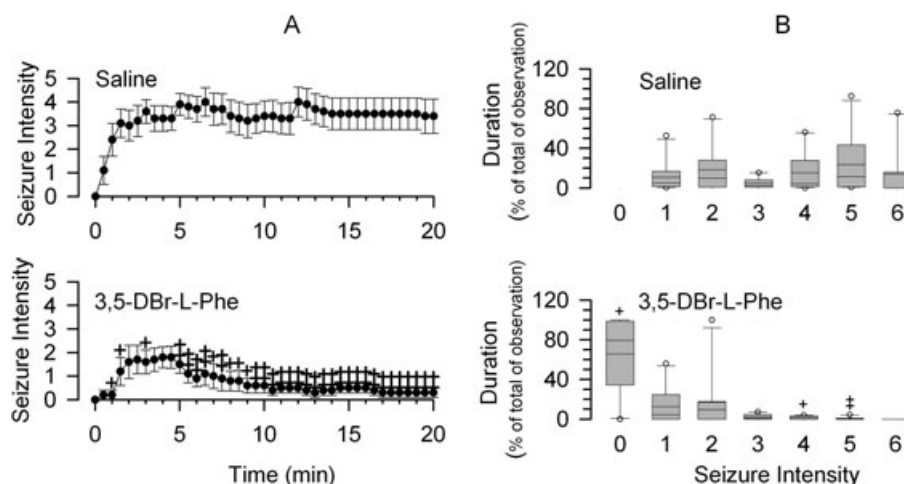 A
B
Saline
Seizure Intensity
5
4
3
2
1
0
0 5 10 15 20
3,5-DBr-L-Phe
Seizure Intensity
5
4
3
2
1
0
0 5 10 15 20
Time (min)
Saline
Duration
(% of total of observation)
120
80
40
0
0 1 2 3 4 5 6
3,5-DBr-L-Phe
Duration
(% of total of observation)
120
80
40
0
0 1 2 3 4 5 6
Seizure Intensity